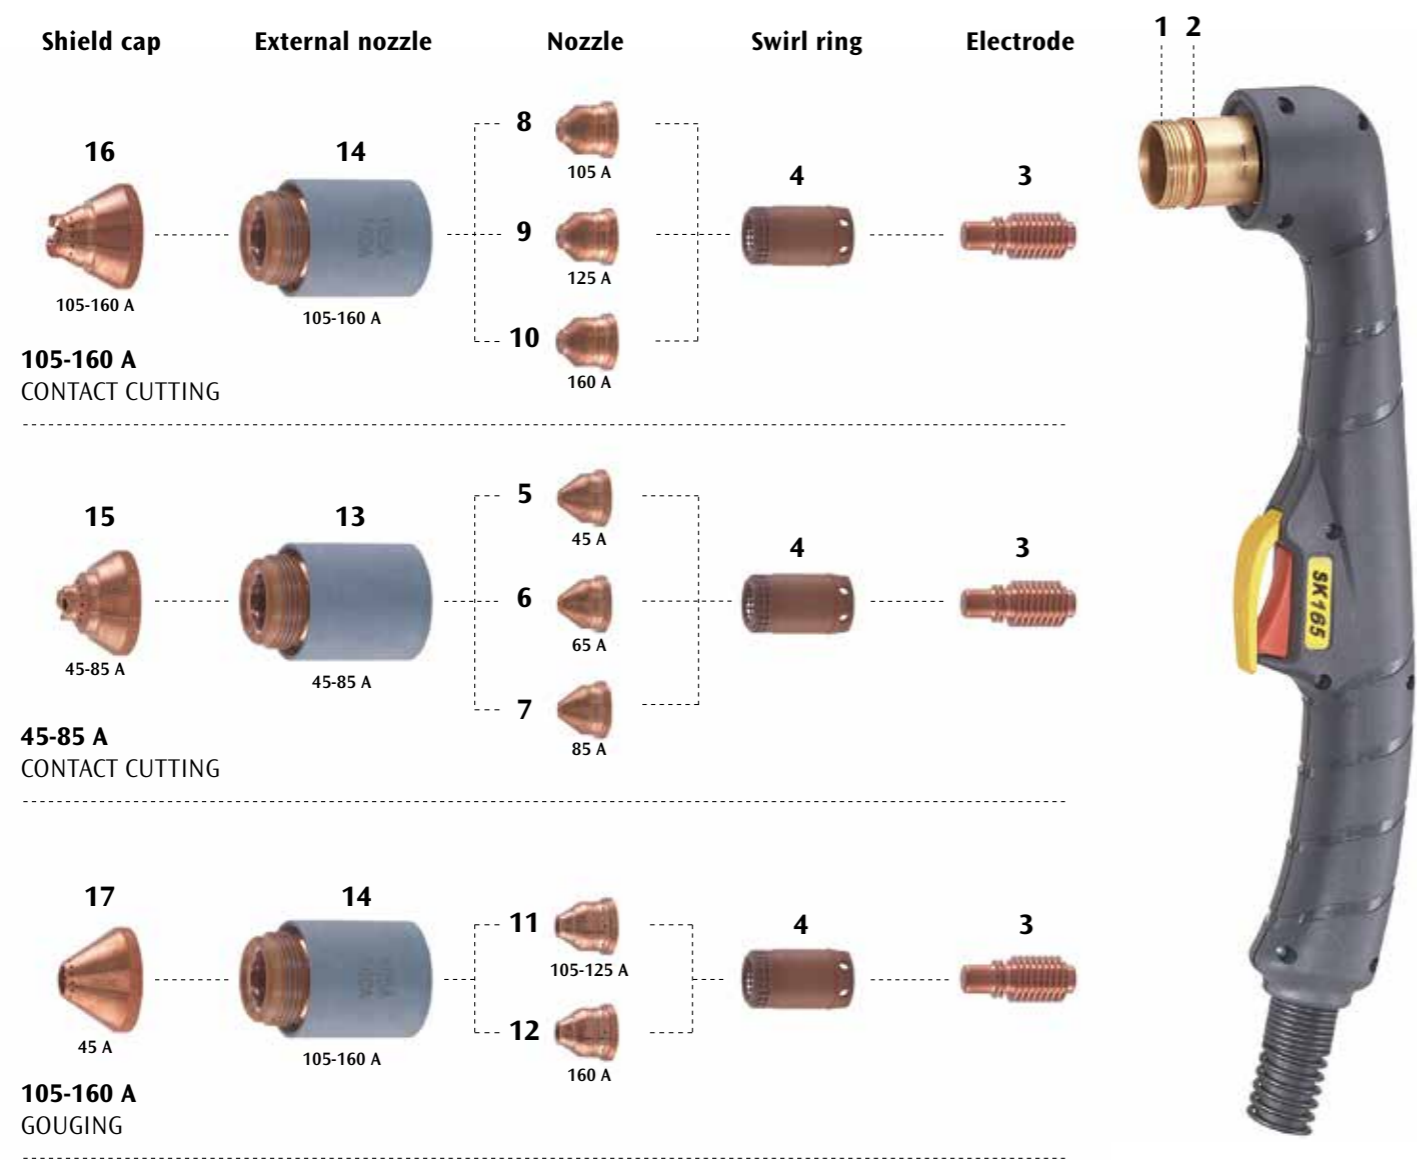 Shield cap External nozzle Nozzle Swirl ring Electrode 1 2
8
105 A
16 14 9 4 3
125 A
105-160 A 105-160 A 10
160 A
105-160 A
CONTACT CUTTING
5
45 A
15 13 6 4 3
65 A
45-85 A 45-85 A 7
85 A
45-85 A
CONTACT CUTTING
17 14 11 4 3
105-125 A
12
45 A 105-160 A 160 A
105-160 A
GOUGING
SK165